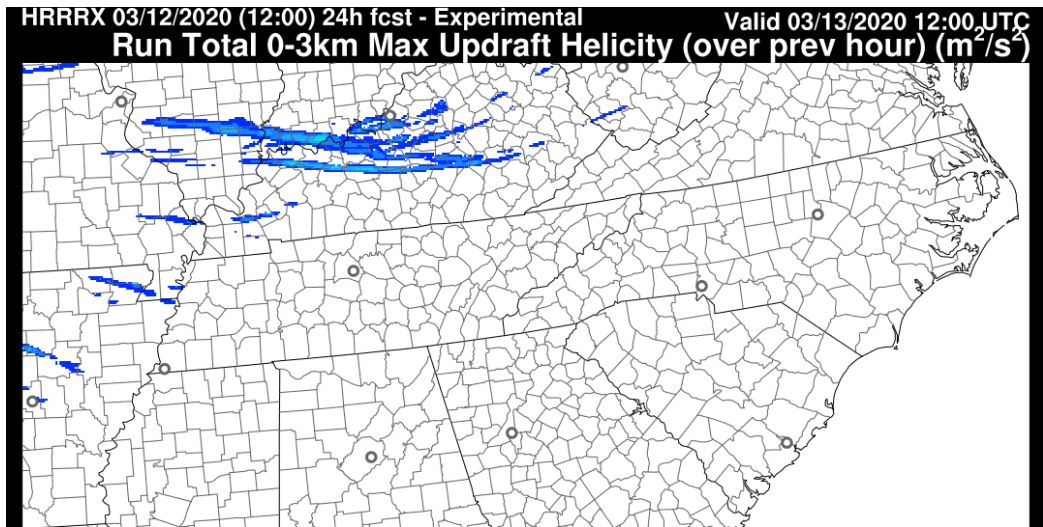 HRRRX 03/12/2020 (12:00) 24h fcst - Experimental Valid 03/13/2020 12:00 UTC
Run Total 0-3km Max Updraft Helicity (over prev hour) (m²/s²)